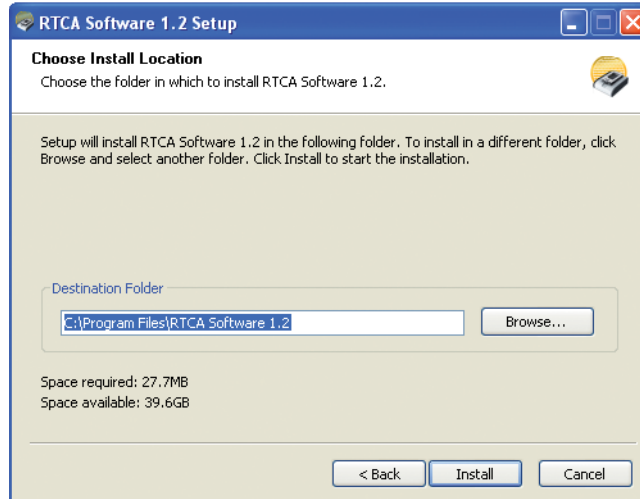 RTCA Software 1.2 Setup
Choose Install Location
Choose the folder in which to install RTCA Software 1.2.
Setup will install RTCA Software 1.2 in the following folder. To install in a different folder, click
Browse and select another folder. Click Install to start the installation.
Destination Folder
C:\Program Files\RTCA Software 1.2
Browse...
Space required: 27.7MB
Space available: 39.6GB
< Back
Install
Cancel